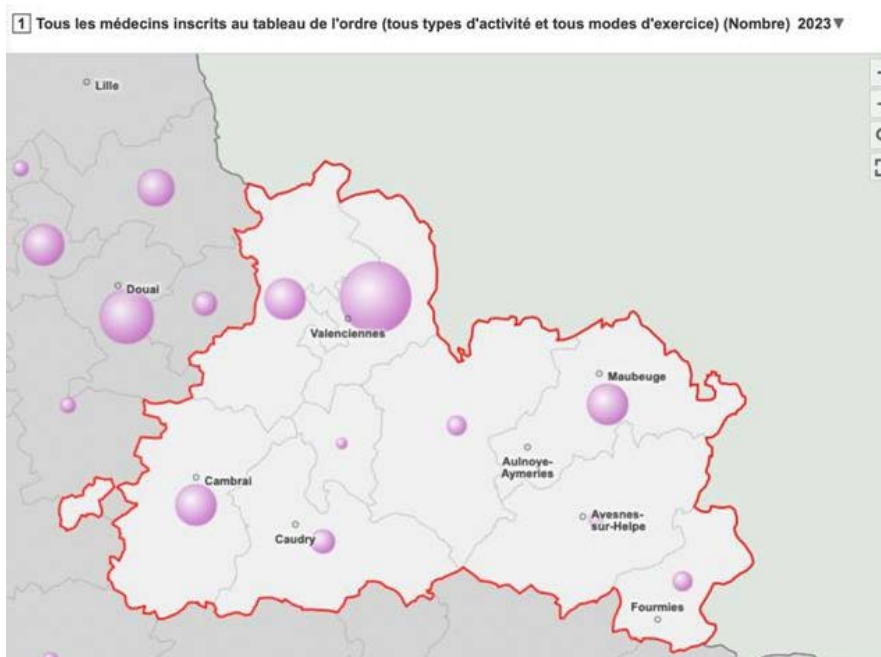 1 Tous les médecins inscrits au tableau de l'ordre (tous types d'activité et tous modes d'exercice) (Nombre) 2023
Lille
Douai
Valenciennes
Maubeuge
Aulnoye-
Aymeries
Cambrai
Avesnes-
sur-Helpe
Caudry
Fourmies